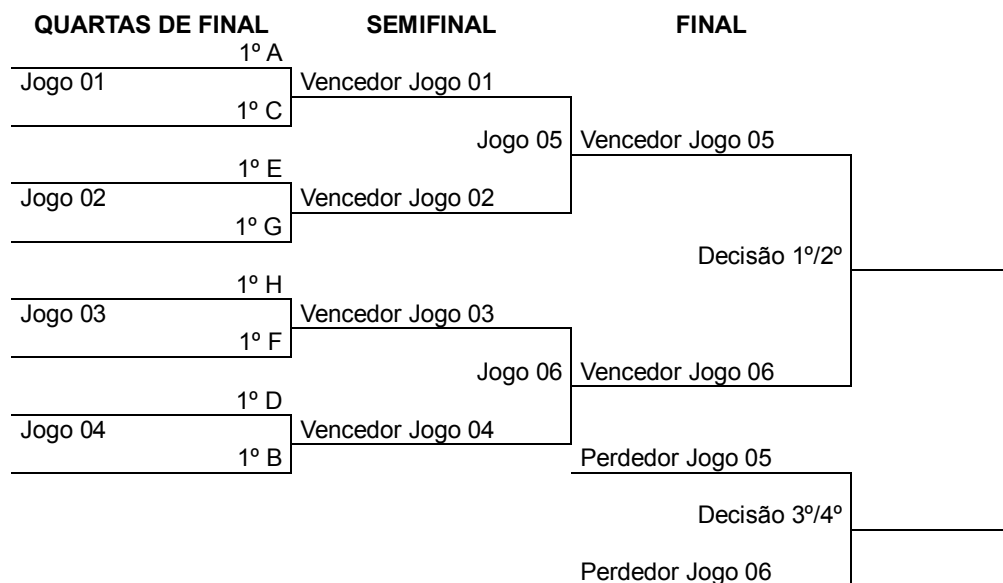 QUARTAS DE FINAL SEMIFINAL FINAL
1º A
Jogo 01 Vencedor Jogo 01
1º C
Jogo 05 Vencedor Jogo 05
1º E
Jogo 02 Vencedor Jogo 02
1º G
Decisão 1º/2º
1º H
Jogo 03 Vencedor Jogo 03
1º F
Jogo 06 Vencedor Jogo 06
1º D
Jogo 04 Vencedor Jogo 04
1º B Perdedor Jogo 05
Decisão 3º/4º
Perdedor Jogo 06